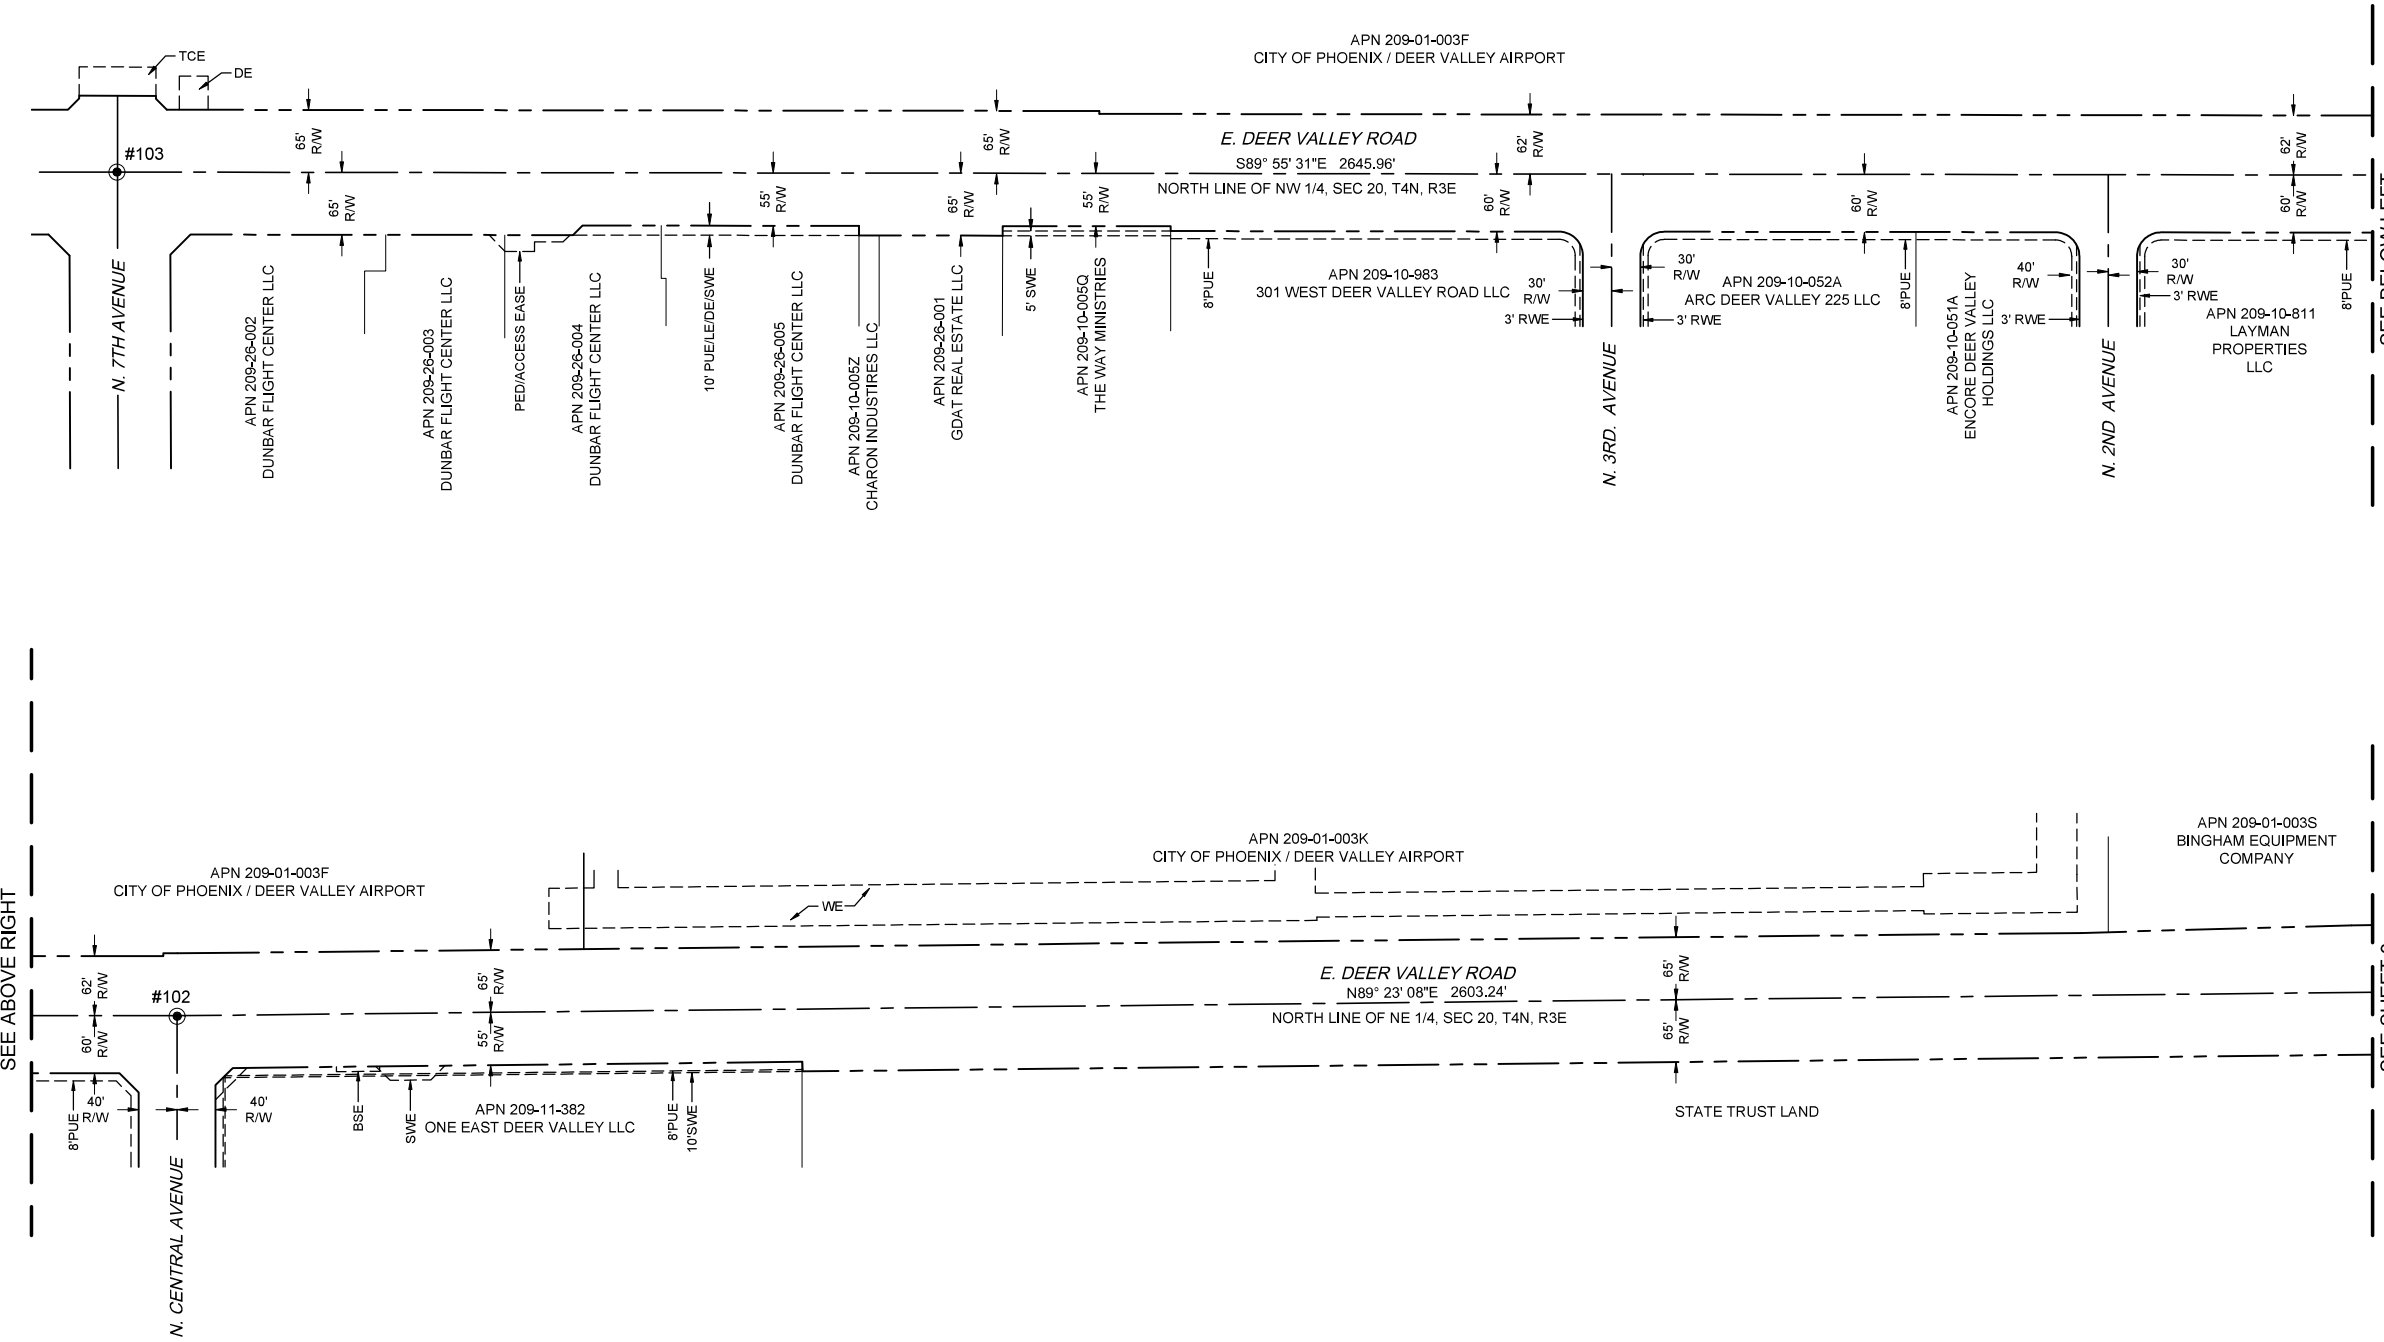 APN 209-01-003F
CITY OF PHOENIX / DEER VALLEY AIRPORT
TCE
DE
#103
65'
R/W
65'
R/W
65'
R/W
55'
R/W
65'
R/W
55'
R/W
E. DEER VALLEY ROAD
S89° 55' 31"E 2645.96'
NORTH LINE OF NW 1/4, SEC 20, T4N, R3E
62'
R/W
60'
R/W
60'
R/W
62'
R/W
60'
R/W
N. 7TH AVENUE
APN 209-26-002
DUNBAR FLIGHT CENTER LLC
APN 209-26-003
DUNBAR FLIGHT CENTER LLC
PED/ACCESS EASE
APN 209-26-004
DUNBAR FLIGHT CENTER LLC
10' PUE/LE/DE/SWE
APN 209-26-005
DUNBAR FLIGHT CENTER LLC
APN 209-10-005Z
CHARON INDUSTIRES LLC
APN 209-26-001
GDAT REAL ESTATE LLC
5' SWE
APN 209-10-005Q
THE WAY MINISTRIES
8'PUE
APN 209-10-983
301 WEST DEER VALLEY ROAD LLC
30'
R/W
3' RWE
N. 3RD. AVENUE
30'
R/W
3' RWE
APN 209-10-052A
ARC DEER VALLEY 225 LLC
8'PUE
APN 209-10-051A
ENCORE DEER VALLEY
HOLDINGS LLC
40'
R/W
3' RWE
N. 2ND AVENUE
30'
R/W
3' RWE
APN 209-10-811
LAYMAN
PROPERTIES
LLC
8'PUE
SEE ABOVE RIGHT
APN 209-01-003F
CITY OF PHOENIX / DEER VALLEY AIRPORT
WE
APN 209-01-003K
CITY OF PHOENIX / DEER VALLEY AIRPORT
APN 209-01-003S
BINGHAM EQUIPMENT
COMPANY
62'
R/W
60'
R/W
#102
65'
R/W
55'
R/W
E. DEER VALLEY ROAD
N89° 23' 08"E 2603.24'
NORTH LINE OF NE 1/4, SEC 20, T4N, R3E
65'
R/W
65'
R/W
8'PUE
40'
R/W
N. CENTRAL AVENUE
40'
R/W
BSE
SWE
APN 209-11-382
ONE EAST DEER VALLEY LLC
8'PUE
10'SWE
STATE TRUST LAND